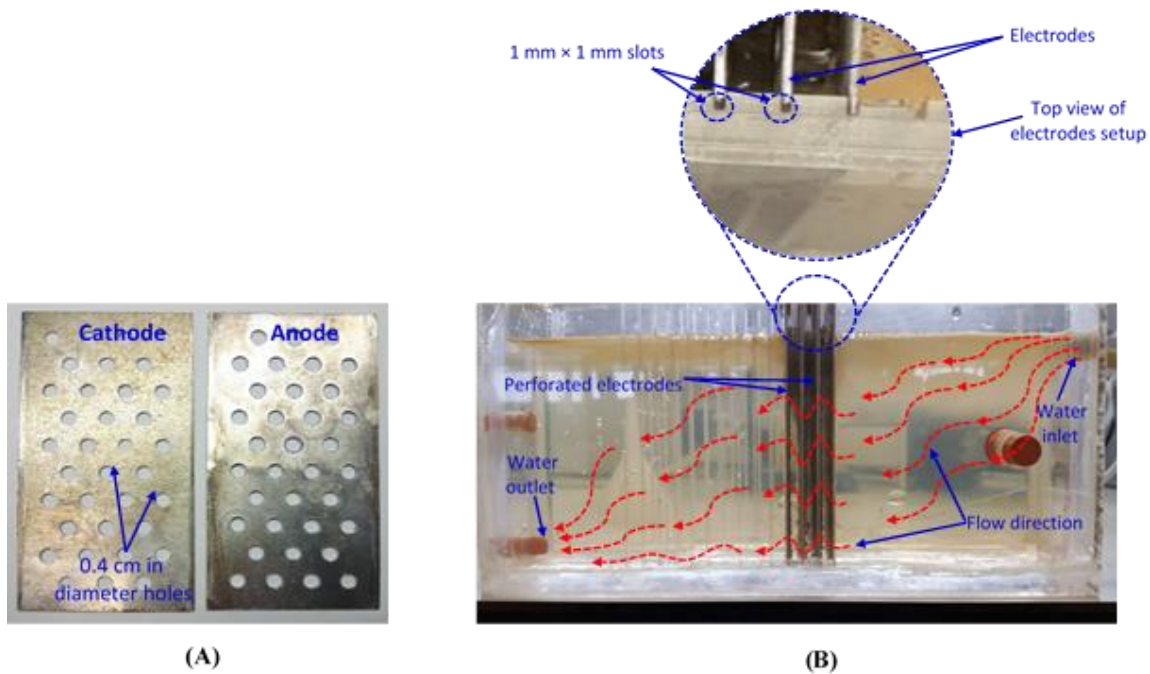 Cathode
Anode
0.4 cm in
diameter holes
(A)
Electrodes
1 mm × 1 mm slots
Top view of
electrodes setup
Perforated electrodes
Water
inlet
Water
outlet
Flow direction
(B)